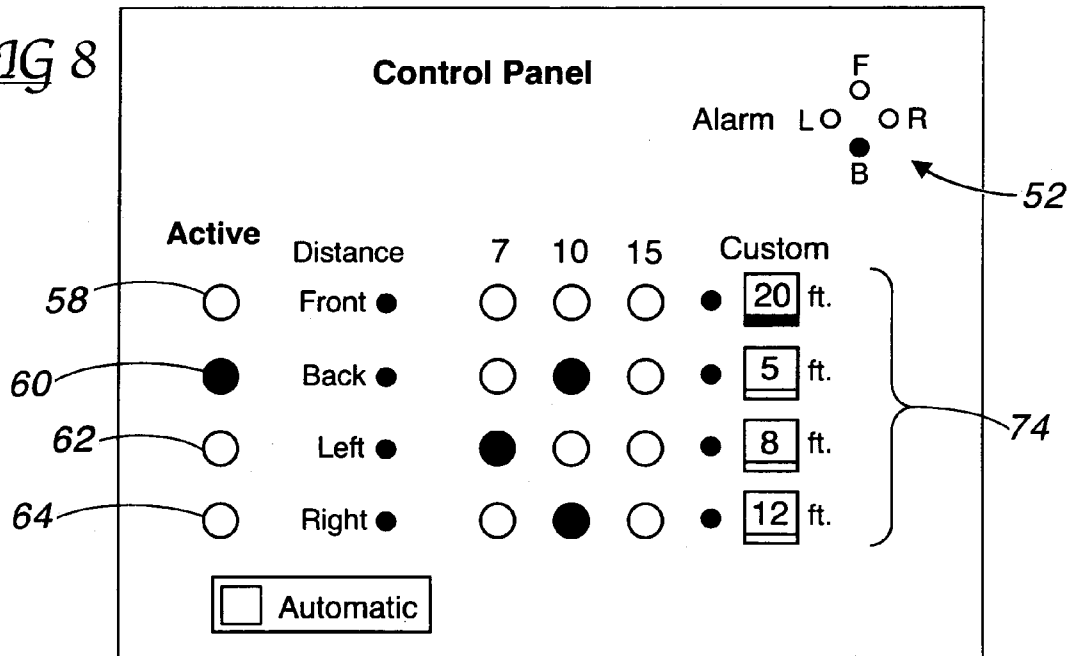 IG 8
Control Panel
F
Alarm L R
B
52
Active
Distance 7 10 15 Custom
58 Front 20 ft.
60 Back 5 ft.
62 Left 8 ft.
64 Right 12 ft.
74
Automatic